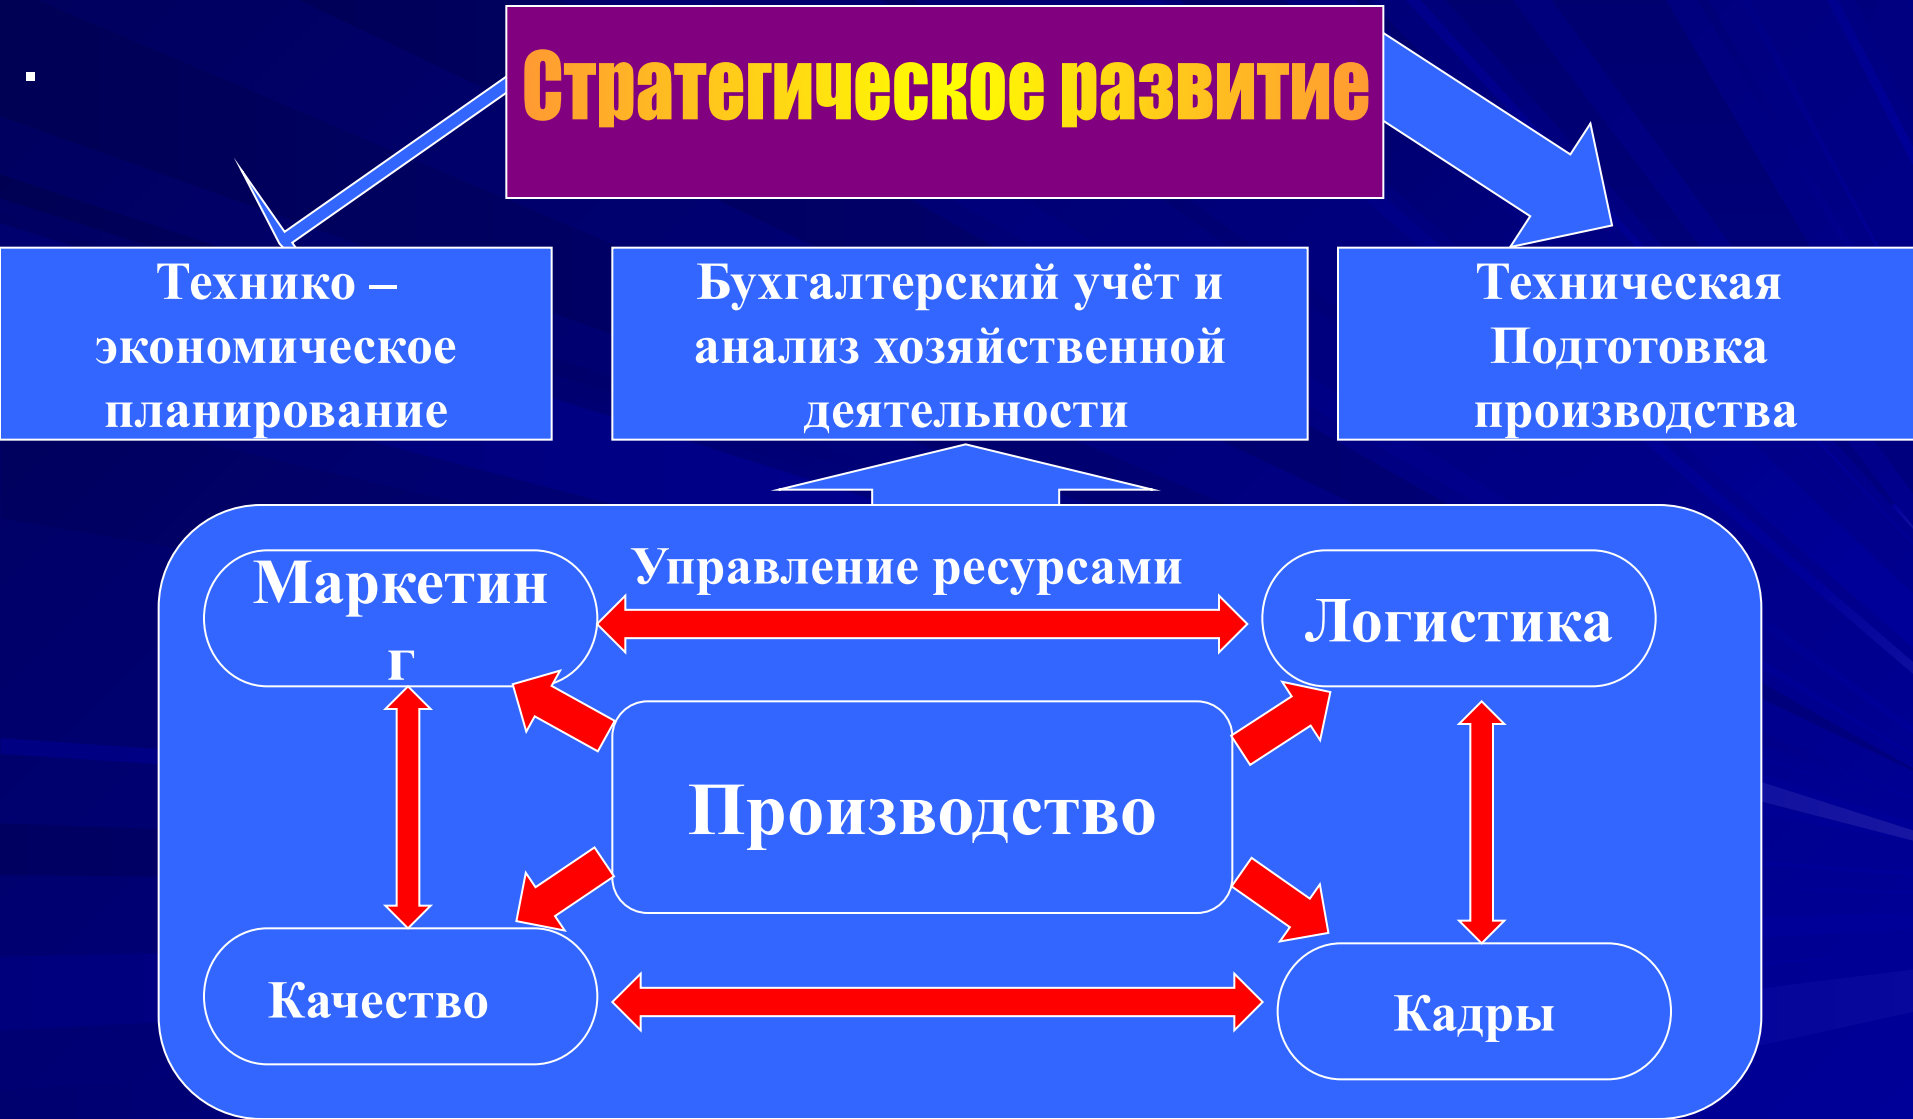 Стратегическое развитие
Технико –
экономическое
планирование
Бухгалтерский учёт и
анализ хозяйственной
деятельности
Техническая
Подготовка
производства
Управление ресурсами
Маркетин
г
Логистика
Производство
Качество
Кадры